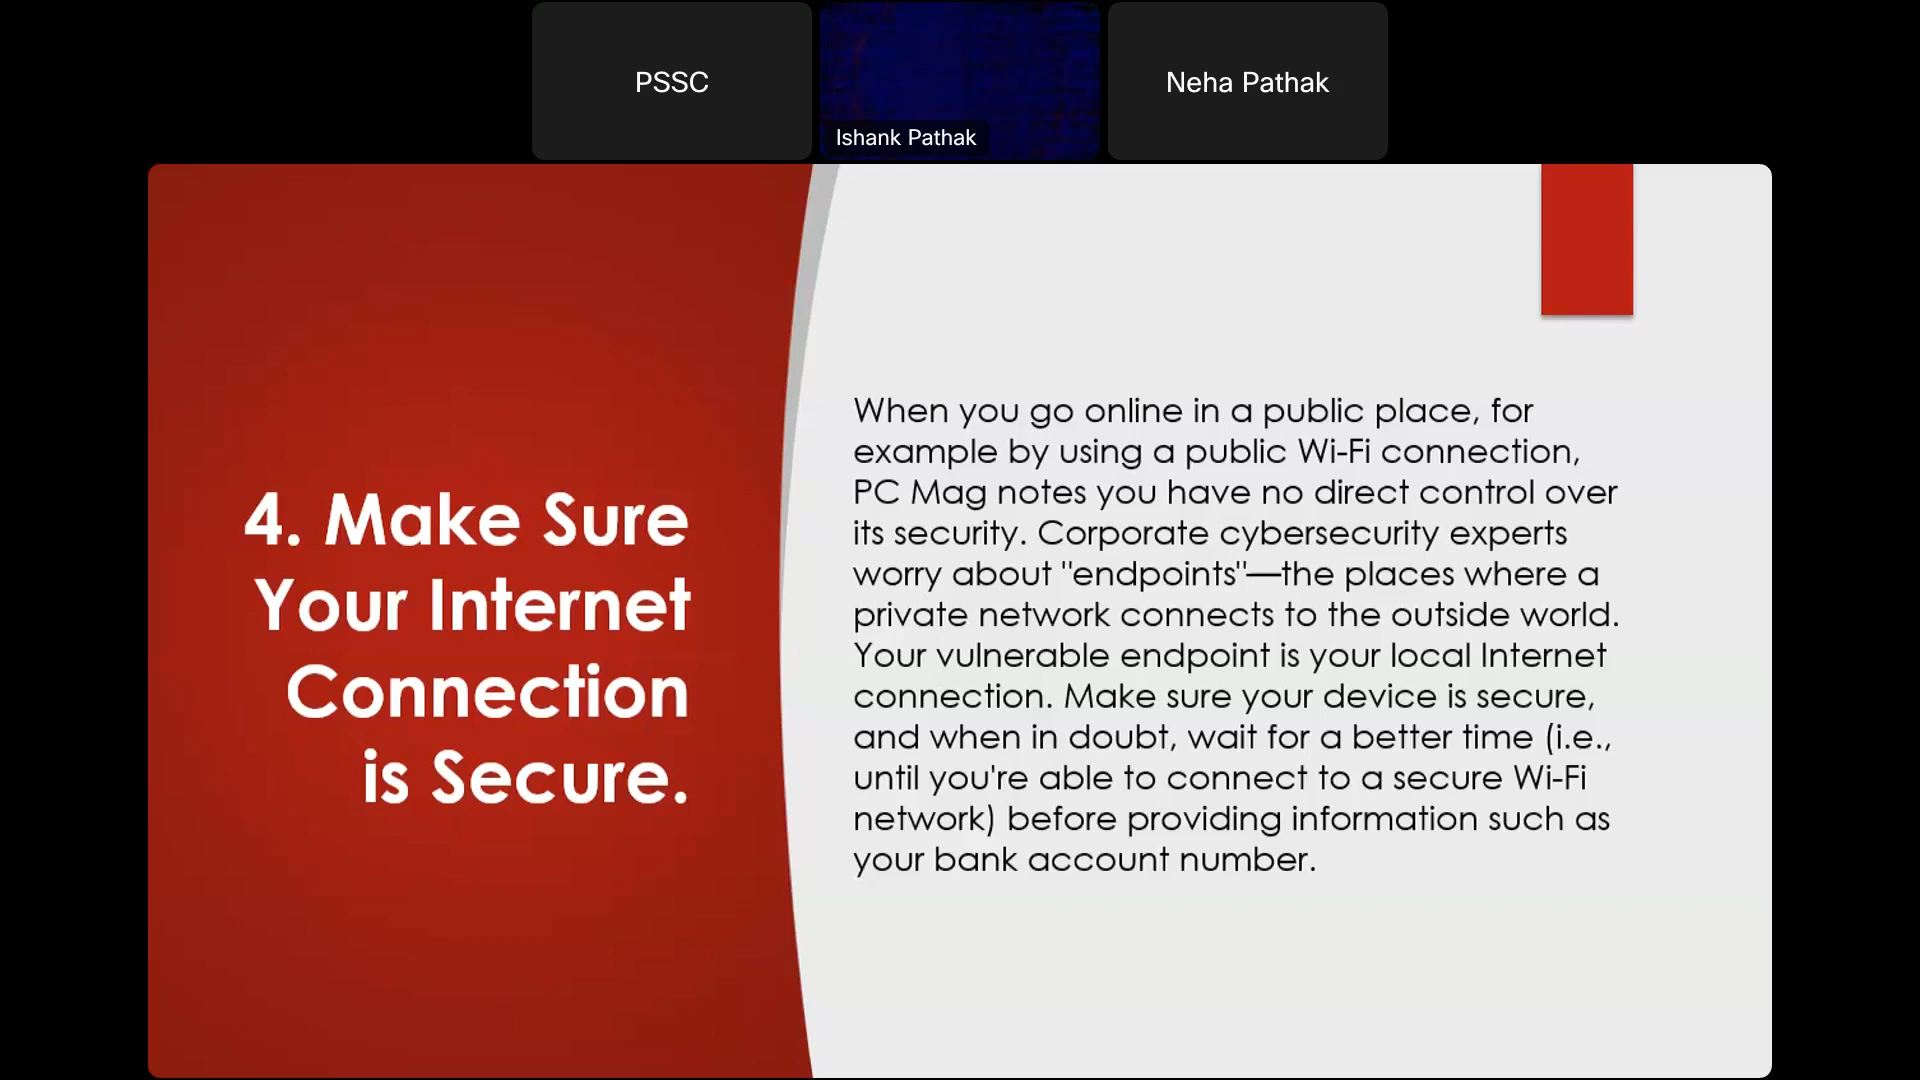 PSSC
Ishank Pathak
Neha Pathak
4. Make Sure
Your Internet
Connection
is Secure.
When you go online in a public place, for
example by using a public Wi-Fi connection,
PC Mag notes you have no direct control over
its security. Corporate cybersecurity experts
worry about "endpoints"—the places where a
private network connects to the outside world.
Your vulnerable endpoint is your local Internet
connection. Make sure your device is secure,
and when in doubt, wait for a better time (i.e.,
until you're able to connect to a secure Wi-Fi
network) before providing information such as
your bank account number.